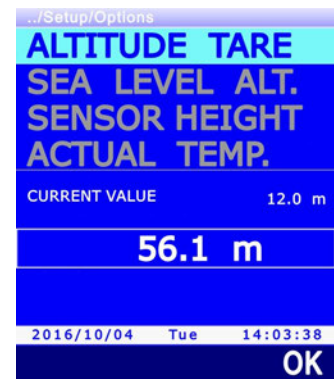 ../Setup/Options
ALTITUDE TARE
SEA LEVEL ALT.
SENSOR HEIGHT
ACTUAL TEMP.
CURRENT VALUE 12.0 m
56.1 m
2016/10/04 Tue 14:03:38
OK